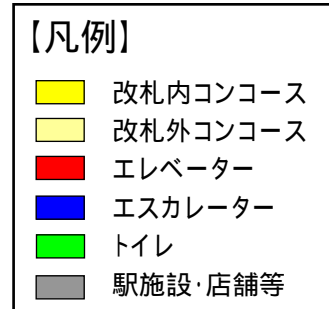 【凡例】
改札内コンコース
改札外コンコース
エレベーター
エスカレーター
トイレ
駅施設･店舗等